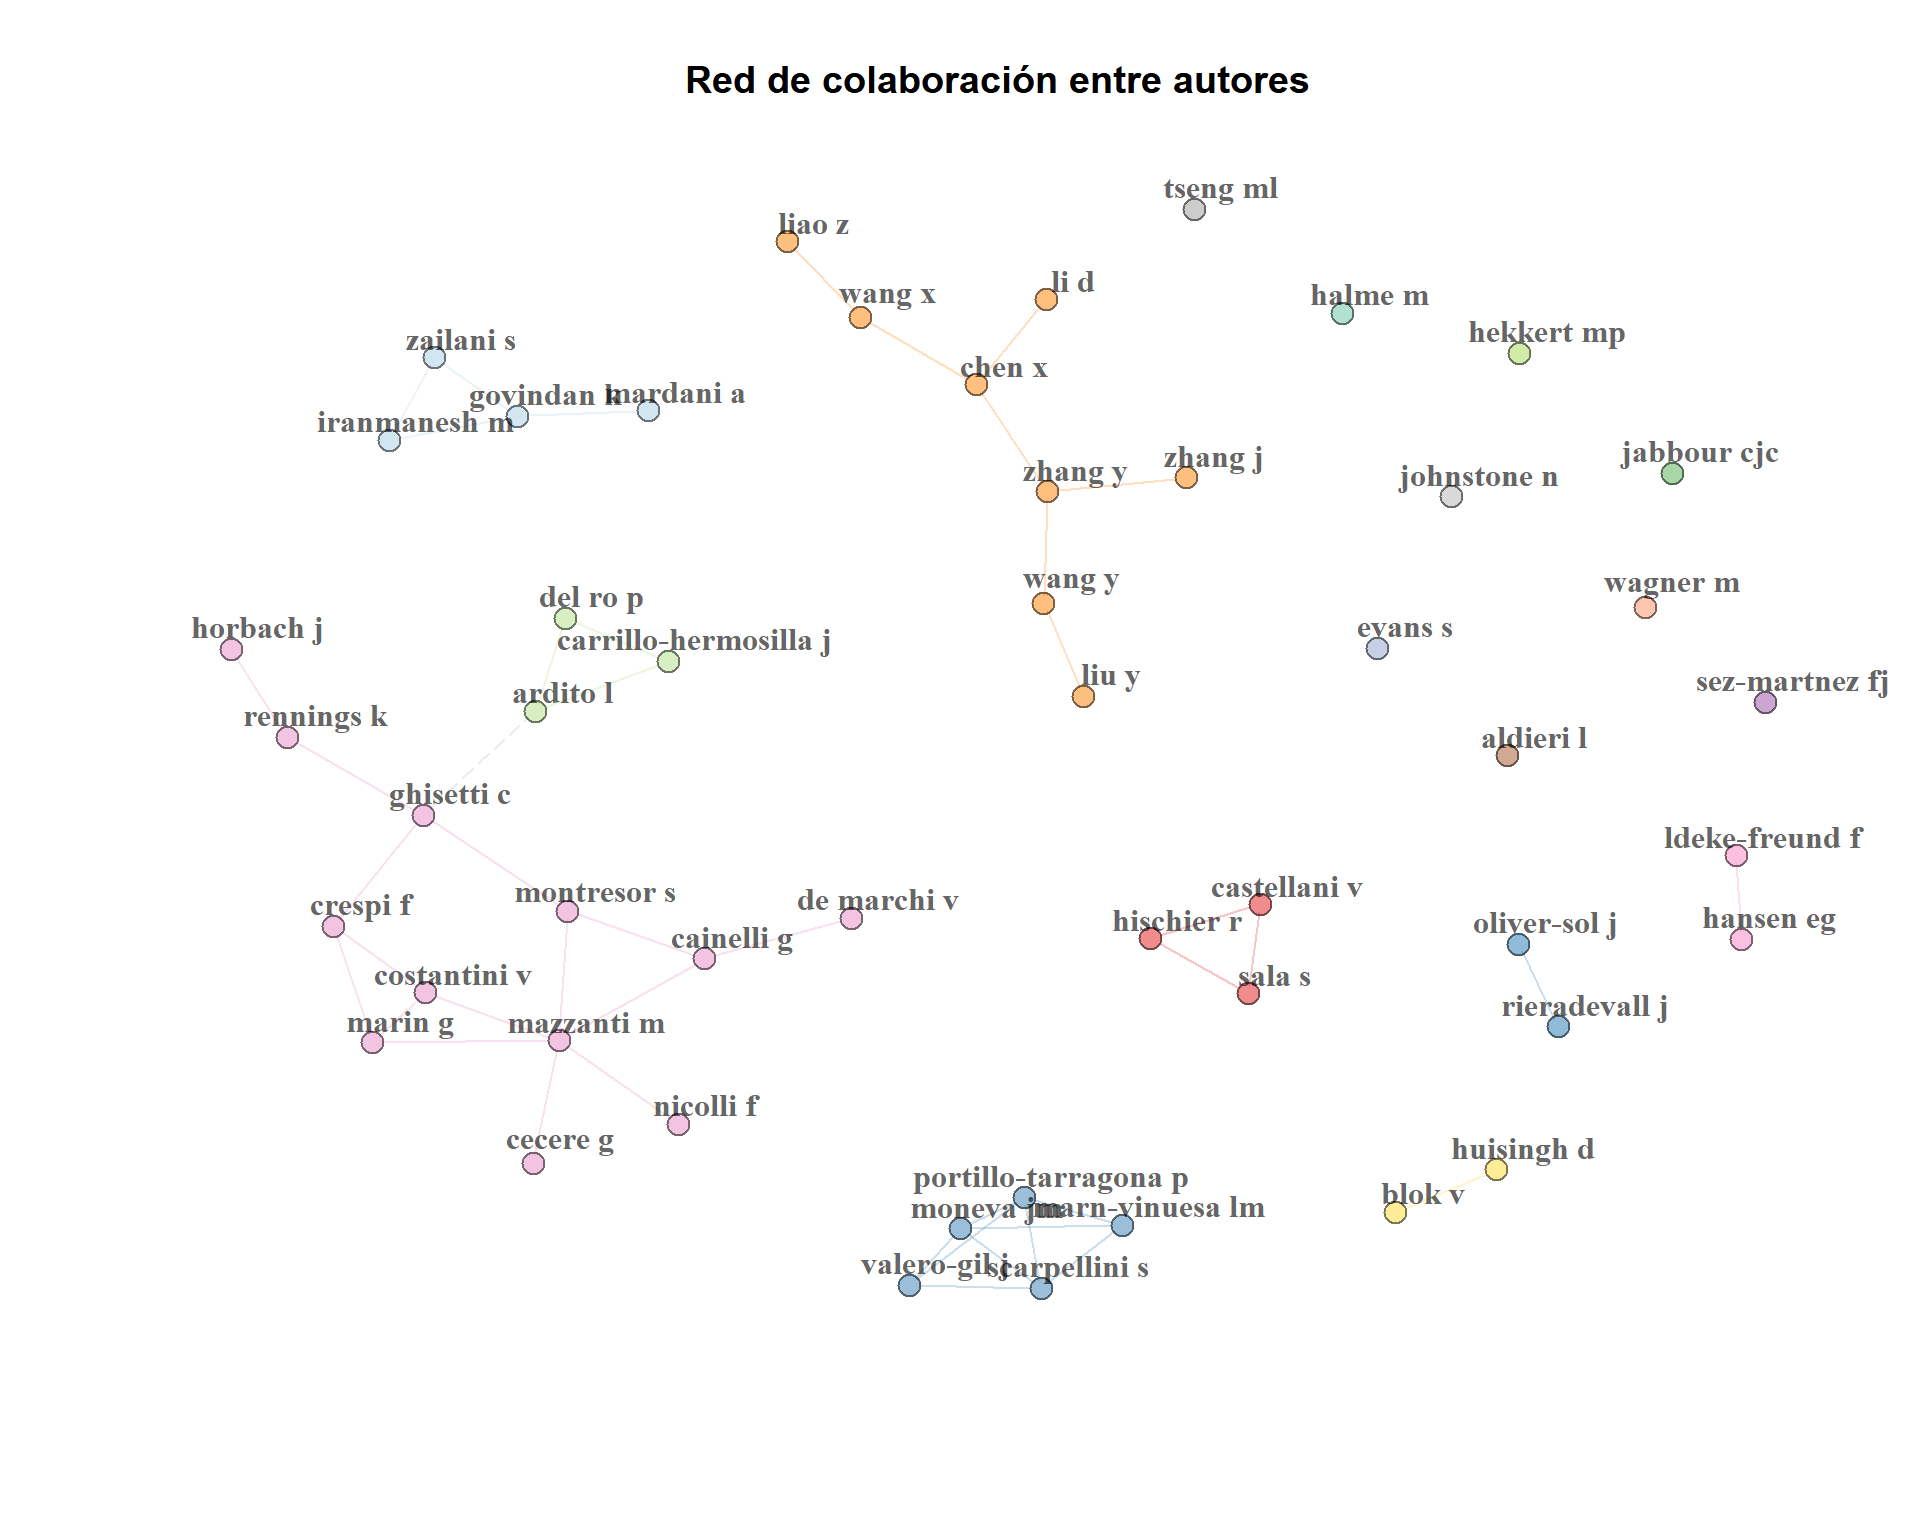 Red de colaboración entre autores
tseng ml
liao z
li d
wang x
halme m
hekkert mp
zailani s
chen x
govindan k
mardani a
iranmanesh m
jabbour cjc
zhang j
zhang y
johnstone n
wang y
wagner m
del ro p
horbach j
evans s
carrillo-hermosilla j
liu y
sez-martnez fj
ardito l
rennings k
aldieri l
ghisetti c
ldeke-freund f
castellani v
montresor s
de marchi v
crespi f
hischier r
oliver-sol j
hansen eg
cainelli g
costantini v
sala s
rieradevall j
marin g
mazzanti m
nicolli f
cecere g
huisingh d
portillo-tarragona p
blok v
moneva jm
marn-vinuesa lm
valero-gil j
scarpellini s